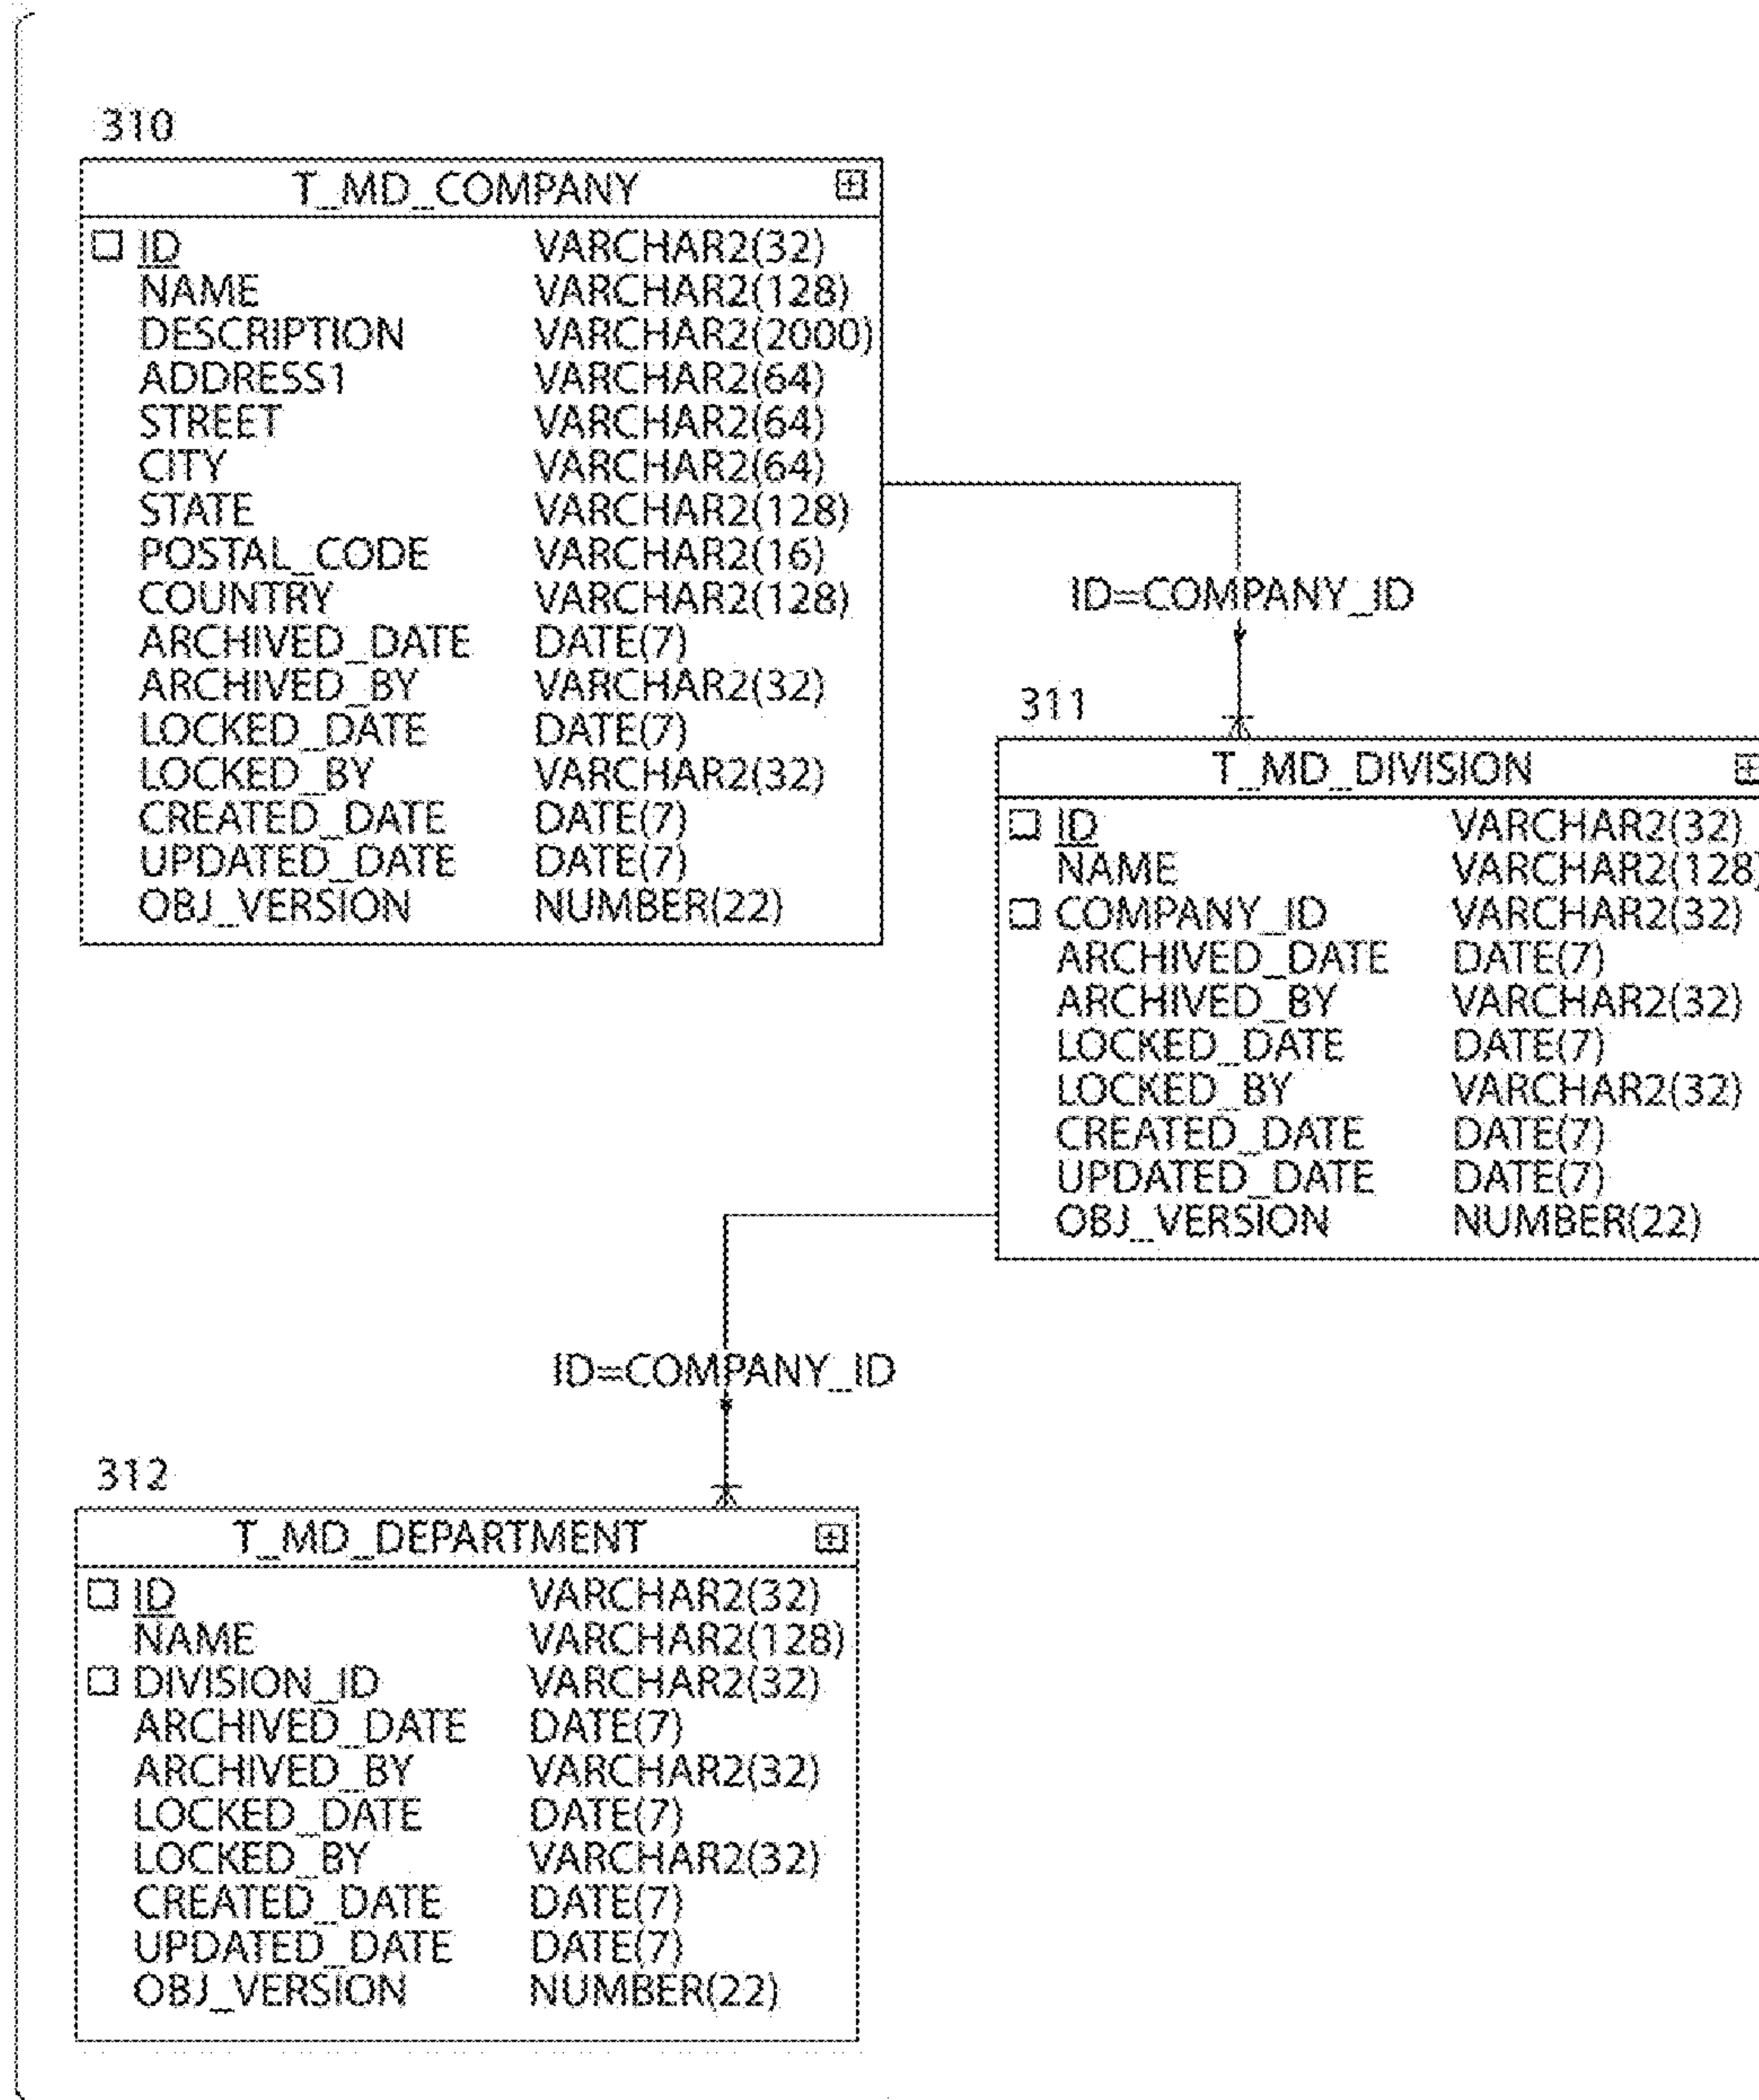 310
T_MD_COMPANY
ID VARCHAR2(32)
NAME VARCHAR2(128)
DESCRIPTION VARCHAR2(2000)
ADDRESS1 VARCHAR2(64)
STREET VARCHAR2(64)
CITY VARCHAR2(64)
STATE VARCHAR2(128)
POSTAL_CODE VARCHAR2(16)
COUNTRY VARCHAR2(128)
ARCHIVED_DATE DATE(7)
ARCHIVED_BY VARCHAR2(32)
LOCKED_DATE DATE(7)
LOCKED_BY VARCHAR2(32)
CREATED_DATE DATE(7)
UPDATED_DATE DATE(7)
OBJ_VERSION NUMBER(22)
ID=COMPANY_ID
311
T_MD_DIVISION
ID VARCHAR2(32)
NAME VARCHAR2(128)
COMPANY_ID VARCHAR2(32)
ARCHIVED_DATE DATE(7)
ARCHIVED_BY VARCHAR2(32)
LOCKED_DATE DATE(7)
LOCKED_BY VARCHAR2(32)
CREATED_DATE DATE(7)
UPDATED_DATE DATE(7)
OBJ_VERSION NUMBER(22)
ID=COMPANY_ID
312
T_MD_DEPARTMENT
ID VARCHAR2(32)
NAME VARCHAR2(128)
DIVISION_ID VARCHAR2(32)
ARCHIVED_DATE DATE(7)
ARCHIVED_BY VARCHAR2(32)
LOCKED_DATE DATE(7)
LOCKED_BY VARCHAR2(32)
CREATED_DATE DATE(7)
UPDATED_DATE DATE(7)
OBJ_VERSION NUMBER(22)